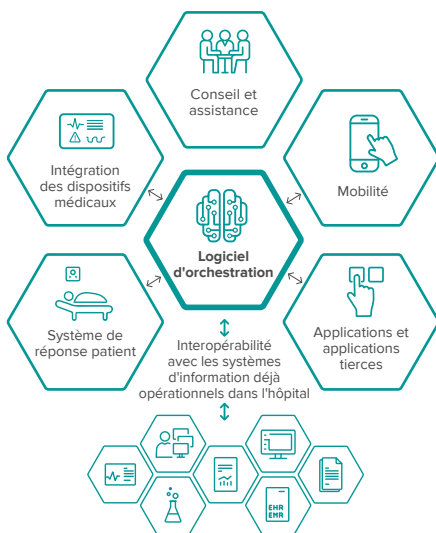 Conseil et
assistance
Intégration
des dispositifs
médicaux
Mobilité
Logiciel
d'orchestration
Système de
réponse patient
Applications et
applications
tierces
Interopérabilité
avec les systèmes
d'information déjà
opérationnels dans l'hôpital
EHR
EMR